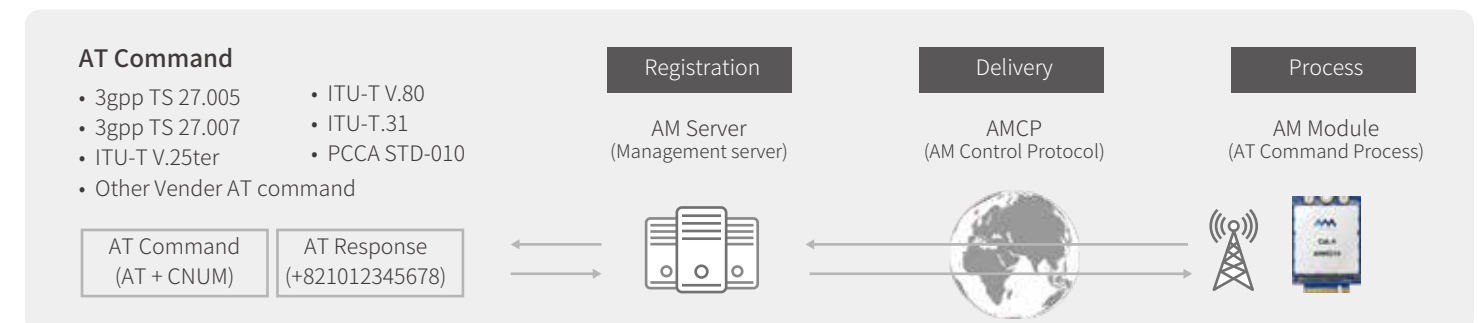 AT Command
• 3gpp TS 27.005
• 3gpp TS 27.007
• ITU-T V.25ter
• Other Vender AT command
• ITU-T V.80
• ITU-T.31
• PCCA STD-010
AT Command
(AT + CNUM)
AT Response
(+821012345678)
Registration
AM Server
(Management server)
Delivery
AMCP
(AM Control Protocol)
Process
AM Module
(AT Command Process)